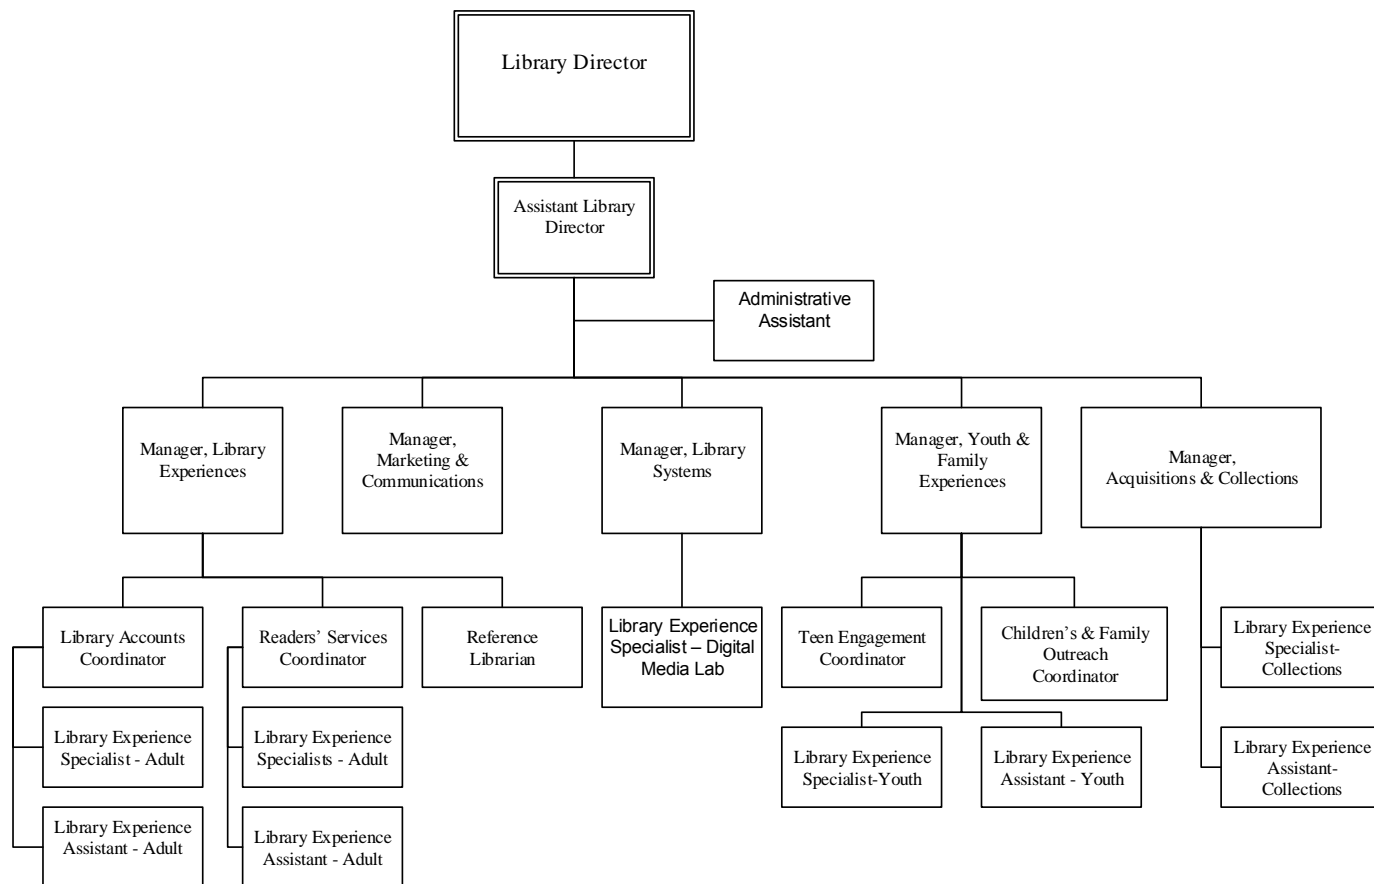 Library Director
Assistant Library
Director
Administrative
Assistant
Manager, Library
Experiences
Manager,
Marketing &
Communications
Manager, Library
Systems
Manager, Youth &
Family
Experiences
Manager,
Acquisitions & Collections
Library Accounts
Coordinator
Readers’ Services
Coordinator
Reference
Librarian
Library Experience
Specialist – Digital
Media Lab
Teen Engagement
Coordinator
Children’s & Family
Outreach
Coordinator
Library Experience
Specialist-
Collections
Library Experience
Specialist - Adult
Library Experience
Specialists - Adult
Library Experience
Specialist-Youth
Library Experience
Assistant - Youth
Library Experience
Assistant-
Collections
Library Experience
Assistant - Adult
Library Experience
Assistant - Adult